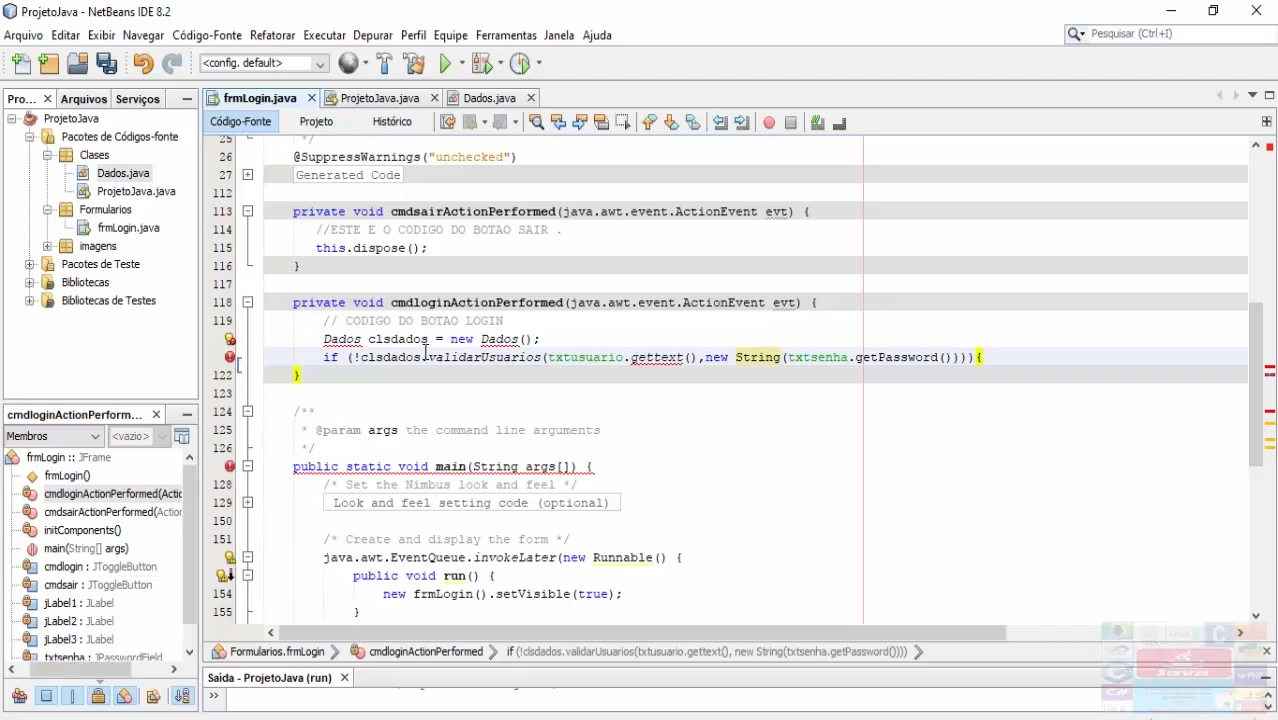 ProjetoJava - NetBeans IDE 8.2
Arquivo Editar Exibir Navegar Código-Fonte Refatorar Executar Depurar Perfil Equipe Ferramentas Janela Ajuda
Pesquisar (Ctrl+I)
<config. default>
Pro... Arquivos Serviços
frmLogin.java ProjetoJava.java Dados.java
Código-Fonte Projeto Histórico
ProjetoJava
Pacotes de Códigos-fonte
Clases
Dados.java
ProjetoJava.java
Formularios
frmLogin.java
imagens
Pacotes de Teste
Bibliotecas
Bibliotecas de Testes
25 */
26 @SuppressWarnings("unchecked")
27 Generated Code
112
113 private void cmdsairActionPerformed(java.awt.event.ActionEvent evt) {
114 //ESTE E O CODIGO DO BOTAO SAIR .
115 this.dispose();
116 }
117
118 private void cmdloginActionPerformed(java.awt.event.ActionEvent evt) {
119 // CODIGO DO BOTAO LOGIN
Dados clsdados = new Dados();
if (!clsdados.validarUsuarios(txtusuario.gettext(),new String(txtsenha.getPassword()))){
122 }
123
124 /**
125 * @param args the command line arguments
126 */
public static void main(String args[]) {
128 /* Set the Nimbus look and feel */
129 Look and feel setting code (optional)
150
151 /* Create and display the form */
java.awt.EventQueue.invokeLater(new Runnable() {
public void run() {
154 new frmLogin().setVisible(true);
155 }
cmdloginActionPerform...
Membros <vazio>
frmLogin :: JFrame
frmLogin()
cmdloginActionPerformed(Actic
cmdsairActionPerformed(Action
initComponents()
main(String[] args)
cmdlogin : JToggleButton
cmdsair : JToggleButton
jLabel1 : JLabel
jLabel2 : JLabel
jLabel3 : JLabel
txtsenha : JPasswordField
Formularios.frmLogin cmdloginActionPerformed if (!clsdados.validarUsuarios(txtusuario.gettext(), new String(txtsenha.getPassword())))
Saída - ProjetoJava (run)